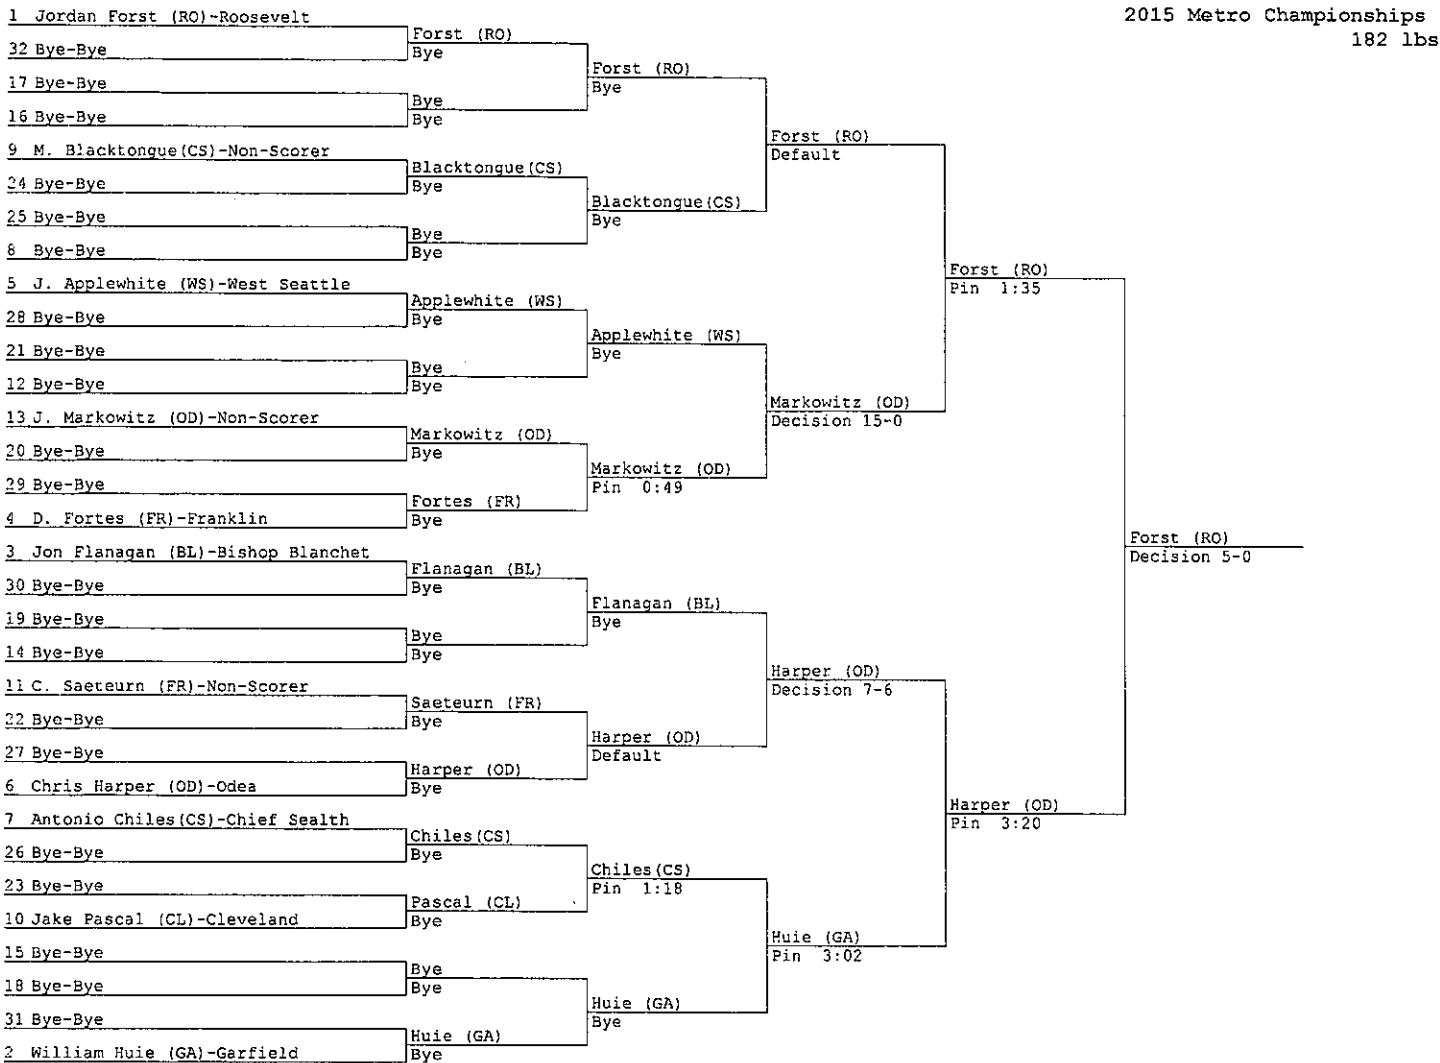 2015 Metro Championships
182 lbs
1 Jordan Forst (RO)-Roosevelt
32 Bye-Bye
17 Bye-Bye
16 Bye-Bye
9 M. Blacktongue(CS)-Non-Scorer
24 Bye-Bye
25 Bye-Bye
8 Bye-Bye
5 J. Applewhite (WS)-West Seattle
28 Bye-Bye
21 Bye-Bye
12 Bye-Bye
13 J. Markowitz (OD)-Non-Scorer
20 Bye-Bye
29 Bye-Bye
4 D. Fortes (FR)-Franklin
3 Jon Flanagan (BL)-Bishop Blanchet
30 Bye-Bye
19 Bye-Bye
14 Bye-Bye
11 C. Saeteurn (FR)-Non-Scorer
22 Bye-Bye
27 Bye-Bye
6 Chris Harper (OD)-Odea
7 Antonio Chiles(CS)-Chief Sealth
26 Bye-Bye
23 Bye-Bye
10 Jake Pascal (CL)-Cleveland
15 Bye-Bye
18 Bye-Bye
31 Bye-Bye
2 William Huie (GA)-Garfield
Forst (RO)
Bye
Bye
Bye
Blacktongue(CS)
Bye
Bye
Bye
Applewhite (WS)
Bye
Bye
Bye
Markowitz (OD)
Bye
Fortes (FR)
Bye
Flanagan (BL)
Bye
Bye
Bye
Saeteurn (FR)
Bye
Harper (OD)
Bye
Chiles(CS)
Bye
Pascal (CL)
Bye
Bye
Bye
Huie (GA)
Bye
Forst (RO)
Bye
Blacktongue(CS)
Bye
Applewhite (WS)
Bye
Markowitz (OD)
Pin 0:49
Flanagan (BL)
Bye
Harper (OD)
Default
Chiles(CS)
Pin 1:18
Huie (GA)
Bye
Forst (RO)
Default
Markowitz (OD)
Decision 15-0
Harper (OD)
Decision 7-6
Huie (GA)
Pin 3:02
Forst (RO)
Pin 1:35
Harper (OD)
Pin 3:20
Forst (RO)
Decision 5-0